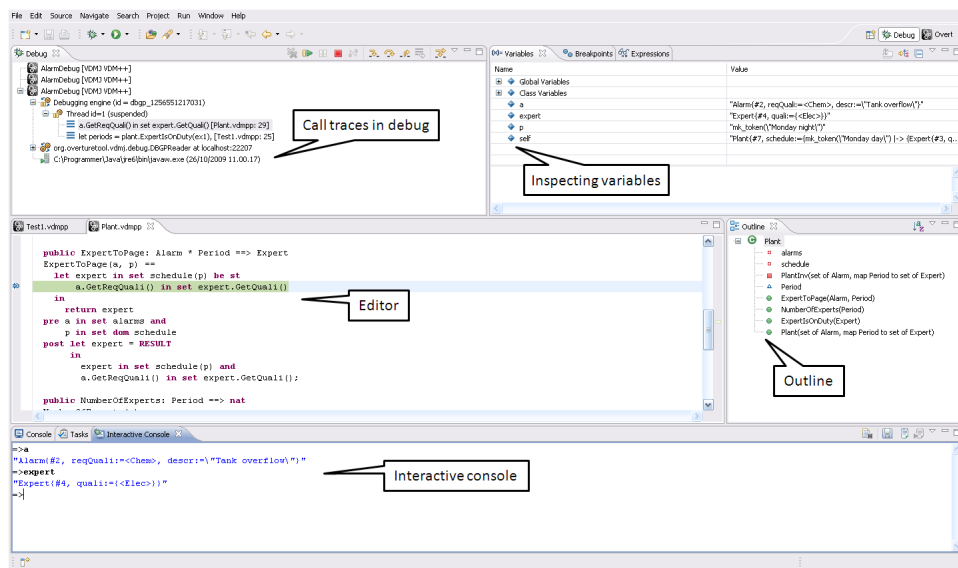 File Edit Source Navigate Search Project Run Window Help
Debug Overt
Debug
AlarmDebug [VDMJ VDM++]
AlarmDebug [VDMJ VDM++]
AlarmDebug [VDMJ VDM++]
Debugging engine (id = dbgp_1256551217031)
Thread id=1 (suspended)
a.GetReqQuali() in set expert.GetQuali() [Plant.vdmpp: 29]
let periods = plant.ExpertIsOnDuty(ex1), [Test1.vdmpp: 25]
org.overturetool.vdmj.debug.DBGPReader at localhost:22207
C:\Programmer\Java\jre6\bin\javaw.exe (26/10/2009 11.00.17)
Call traces in debug
Variables Breakpoints Expressions
Name Value
Global Variables
Class Variables
a "Alarm{#2, reqQuali:=<Chem>, descr:=\"Tank overflow\"}"
expert "Expert{#4, quali:={<Elec>}}"
p "mk_token(\"Monday night\")"
self "Plant{#7, schedule:={mk_token(\"Monday day\") |-> {Expert{#3, q...
Inspecting variables
Test1.vdmpp Plant.vdmpp
public ExpertToPage: Alarm * Period ==> Expert
ExpertToPage(a, p) ==
let expert in set schedule(p) be st
a.GetReqQuali() in set expert.GetQuali()
in
return expert
pre a in set alarms and
p in set dom schedule
post let expert = RESULT
in
expert in set schedule(p) and
a.GetReqQuali() in set expert.GetQuali();
public NumberOfExperts: Period ==> nat
Editor
Outline
Plant
alarms
schedule
PlantInv(set of Alarm, map Period to set of Expert)
Period
ExpertToPage(Alarm, Period)
NumberOfExperts(Period)
ExpertIsOnDuty(Expert)
Plant(set of Alarm, map Period to set of Expert)
Outline
Console Tasks Interactive Console
=>a
"Alarm{#2, reqQuali:=<Chem>, descr:=\"Tank overflow\"}"
=>expert
"Expert{#4, quali:={<Elec>}}"
=>
Interactive console